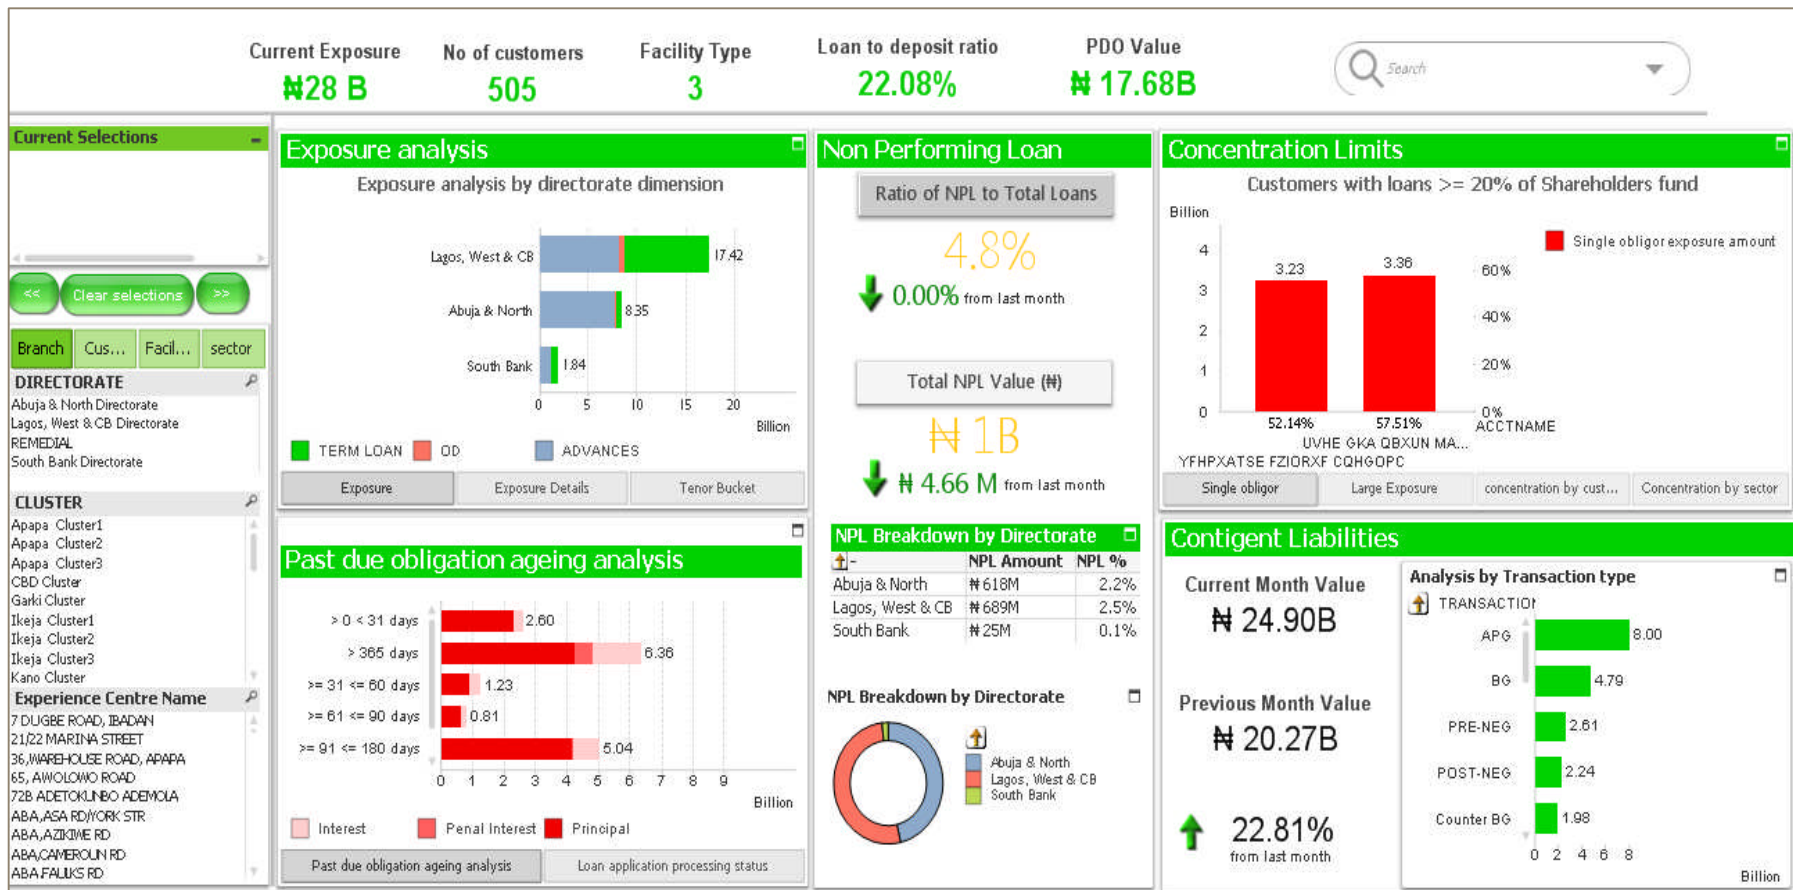 Current Exposure
₦28 B
No of customers
505
Facility Type
3
Loan to deposit ratio
22.08%
PDO Value
₦ 17.68B
Search
Current Selections
<<
Clear selections
>>
Branch
Cus...
Facil...
sector
DIRECTORATE
Abuja & North Directorate
Lagos, West & CB Directorate
REMEDIAL
South Bank Directorate
CLUSTER
Apapa Cluster1
Apapa Cluster2
Apapa Cluster3
CBD Cluster
Garki Cluster
Ikeja Cluster1
Ikeja Cluster2
Ikeja Cluster3
Kano Cluster
Experience Centre Name
7 DUGBE ROAD, IBADAN
21/22 MARINA STREET
36,WAREHOUSE ROAD, APAPA
65, AWOLOWO ROAD
72B ADETOKUNBO ADEMOLA
ABA,ASA RD/YORK STR
ABA,AZIKIWE RD
ABA,CAMEROUN RD
ABA,FAULKS RD
Exposure analysis
Exposure analysis by directorate dimension
Lagos, West & CB
17.42
Abuja & North
8.35
South Bank
1.84
0 5 10 15 20
Billion
TERM LOAN
OD
ADVANCES
Exposure
Exposure Details
Tenor Bucket
Past due obligation ageing analysis
> 0 < 31 days
2.60
> 365 days
6.36
>= 31 <= 60 days
1.23
>= 61 <= 90 days
0.81
>= 91 <= 180 days
5.04
0 1 2 3 4 5 6 7 8 9
Billion
Interest
Penal Interest
Principal
Past due obligation ageing analysis
Loan application processing status
Non Performing Loan
Ratio of NPL to Total Loans
4.8%
0.00% from last month
Total NPL Value (₦)
₦ 1B
₦ 4.66 M from last month
NPL Breakdown by Directorate
- NPL Amount NPL %
Abuja & North ₦618M 2.2%
Lagos, West & CB ₦689M 2.5%
South Bank ₦25M 0.1%
NPL Breakdown by Directorate
Abuja & North
Lagos, West & CB
South Bank
Concentration Limits
Customers with loans >= 20% of Shareholders fund
Billion
Single obligor exposure amount
4
3
2
1
0
3.23
3.36
60%
40%
20%
0%
52.14%
57.51%
ACCTNAME
UVHE GKA QBXUN MA...
YFHPXATSE FZIORXF CQHGOPC
Single obligor
Large Exposure
concentration by cust...
Concentration by sector
Contigent Liabilities
Current Month Value
₦ 24.90B
Previous Month Value
₦ 20.27B
22.81%
from last month
Analysis by Transaction type
TRANSACTION
APG
8.00
BG
4.79
PRE-NEG
2.61
POST-NEG
2.24
Counter BG
1.98
0 2 4 6 8
Billion